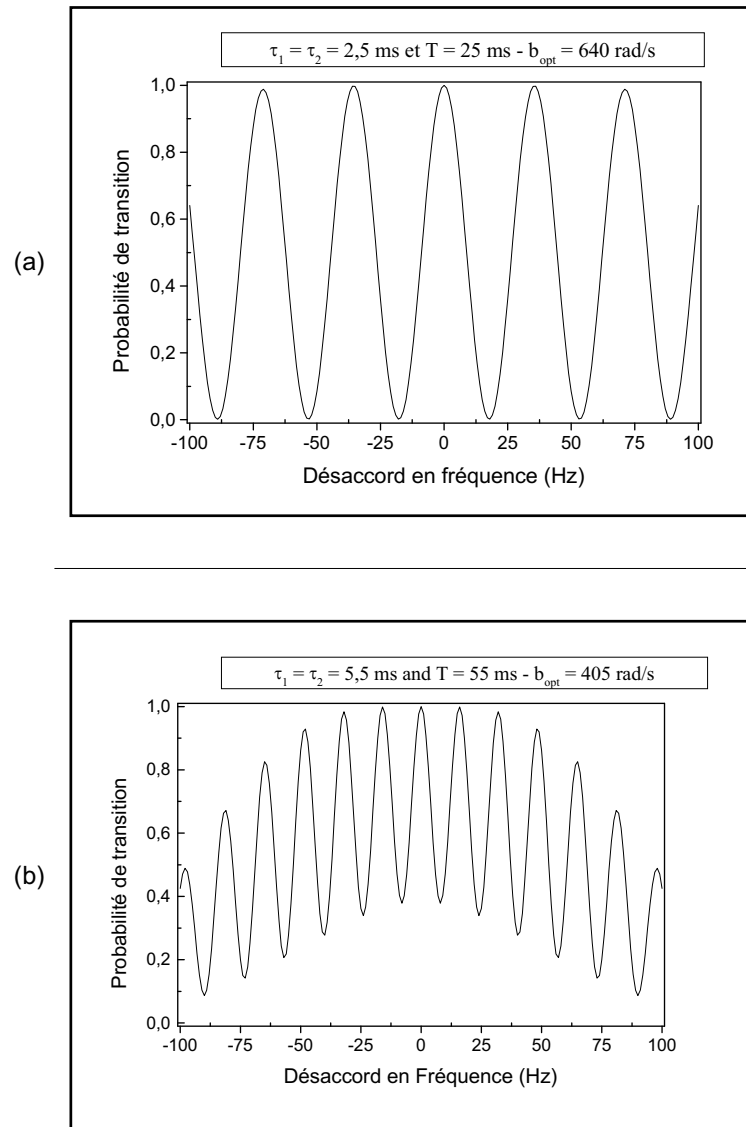 τ1 = τ2 = 2,5 ms et T = 25 ms - bopt = 640 rad/s
(a)
Probabilité de transition
1,0
0,8
0,6
0,4
0,2
0,0
-100 -75 -50 -25 0 25 50 75 100
Désaccord en fréquence (Hz)
τ1 = τ2 = 5,5 ms and T = 55 ms - bopt = 405 rad/s
(b)
Probabilité de transition
1,0
0,8
0,6
0,4
0,2
0,0
-100 -75 -50 -25 0 25 50 75 100
Désaccord en Fréquence (Hz)